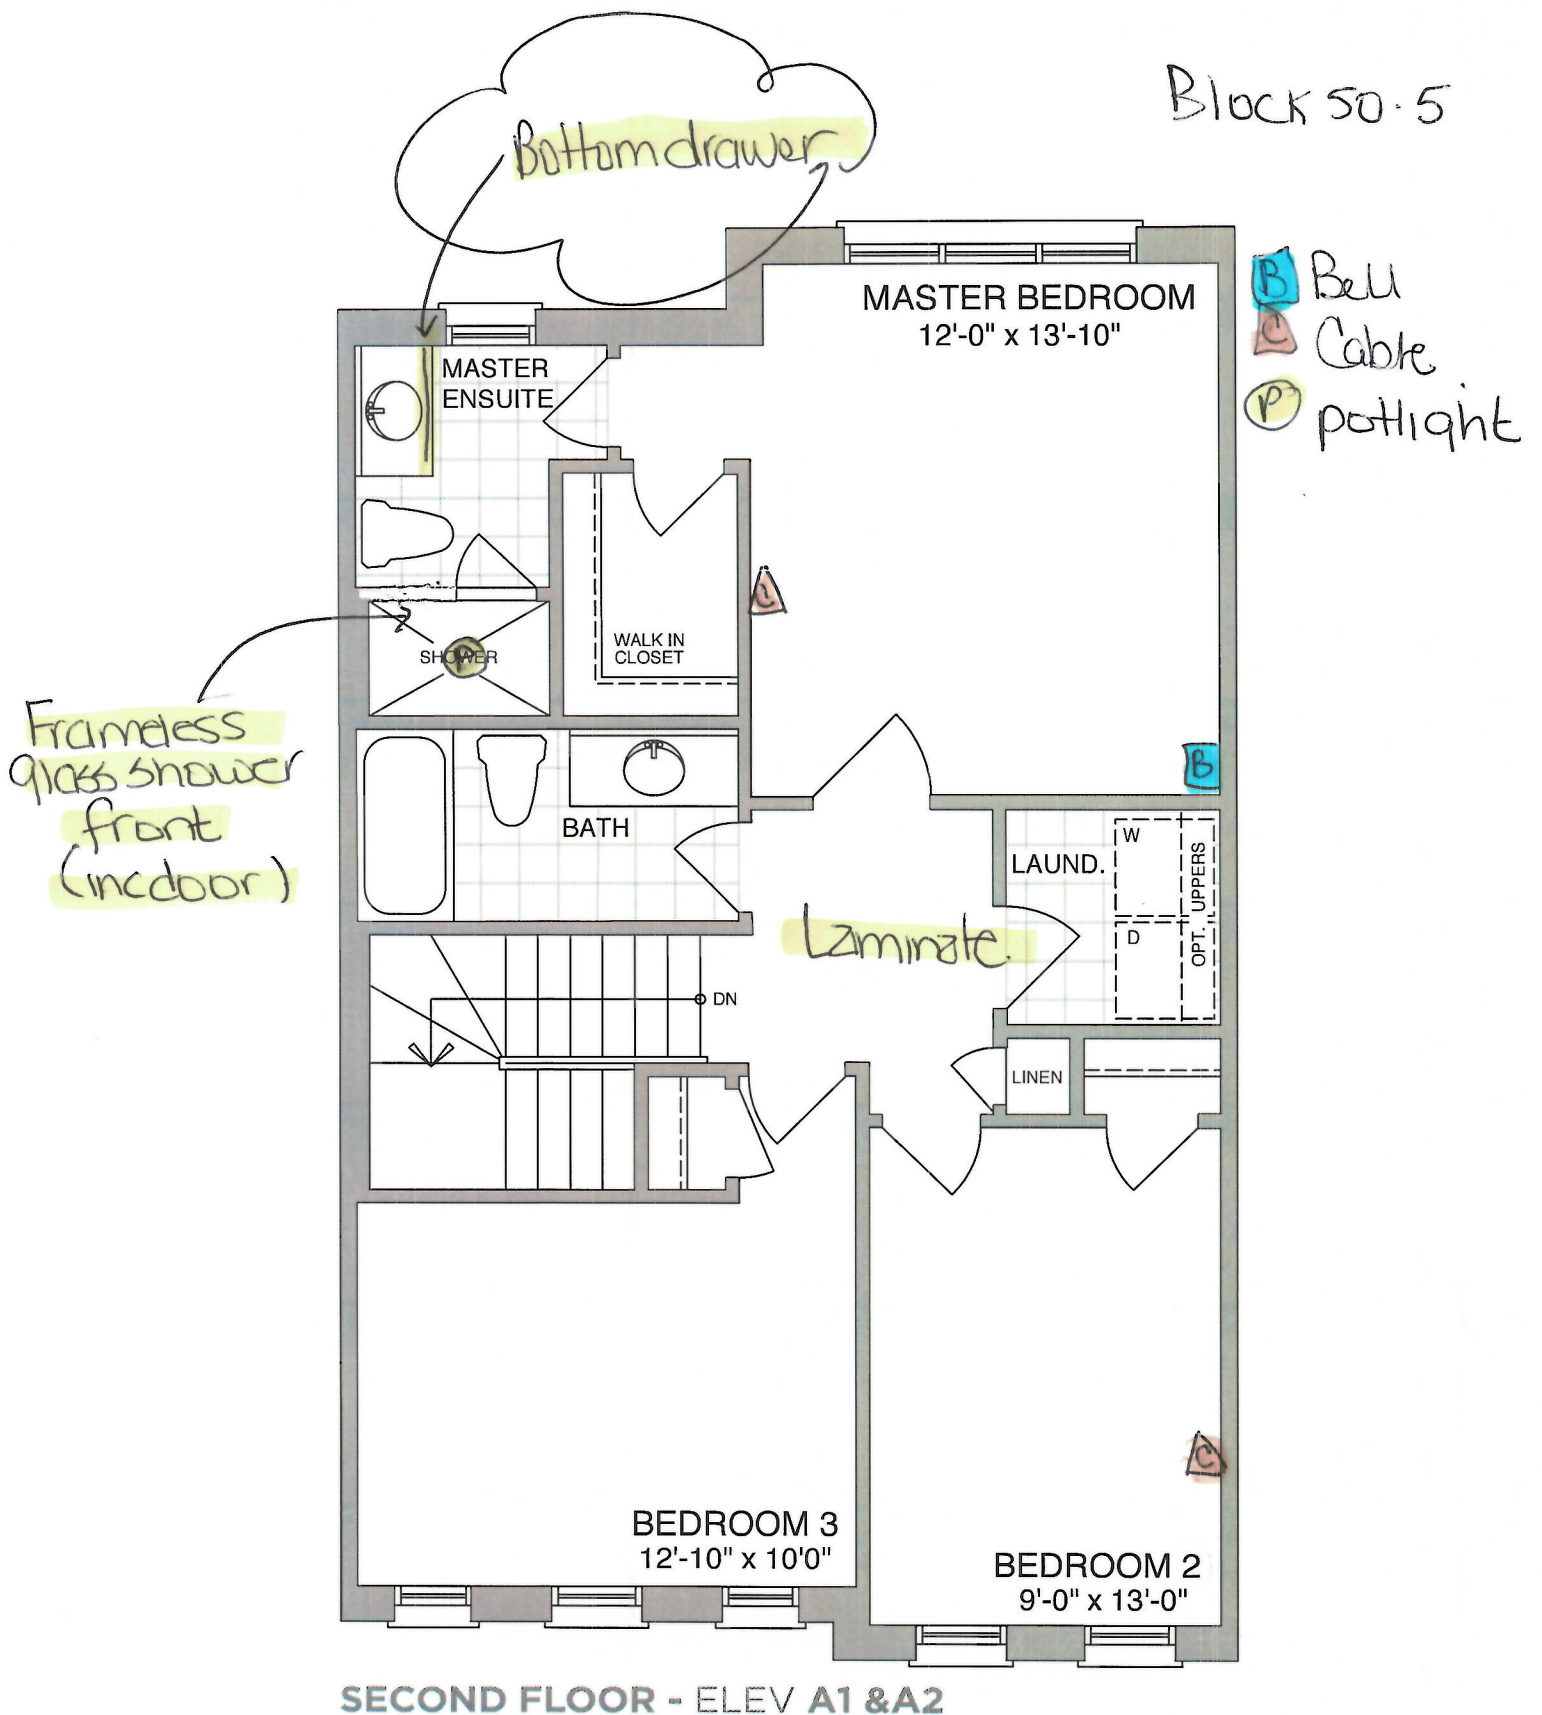 Block 50.5
Bottom drawer
B Bell
C Cable
P potlight
MASTER BEDROOM
12'-0" x 13'-10"
MASTER
ENSUITE
C
WALK IN
CLOSET
SHOWER
P
Frameless
glass shower
front
(inc door)
B
BATH
LAUND.
W
D
OPT. UPPERS
Laminate
DN
LINEN
C
BEDROOM 3
12'-10" x 10'0"
BEDROOM 2
9'-0" x 13'-0"
SECOND FLOOR - ELEV A1 &A2